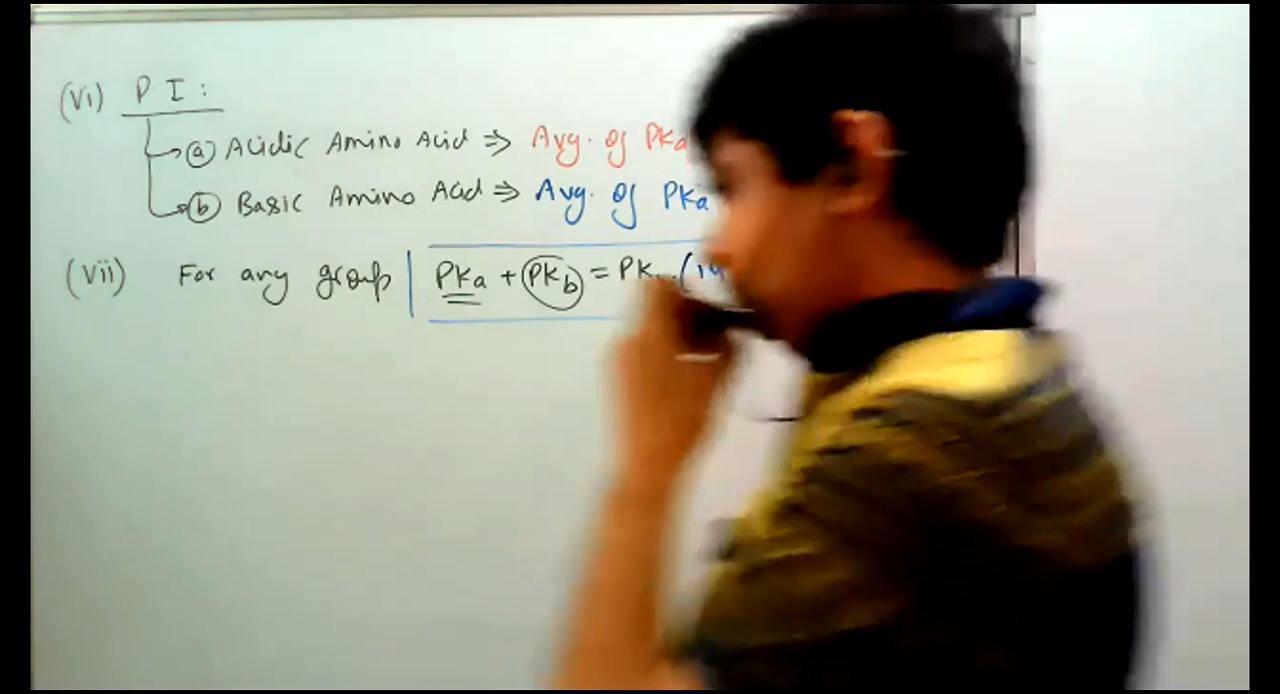 (VI) PI:
(a) Acidic Amino Acid ⇒ Avg. of PKa
(b) Basic Amino Acid ⇒ Avg. of PKa
(VII) For any group | PKa + PKb = PK (14